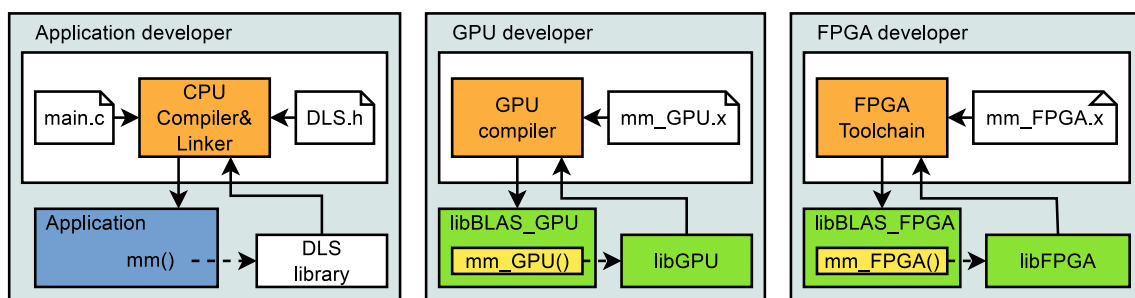 Application developer
main.c
CPU
Compiler&
Linker
DLS.h
Application
mm()
DLS
library
GPU developer
GPU
compiler
mm_GPU.x
libBLAS_GPU
mm_GPU()
libGPU
FPGA developer
FPGA
Toolchain
mm_FPGA.x
libBLAS_FPGA
mm_FPGA()
libFPGA